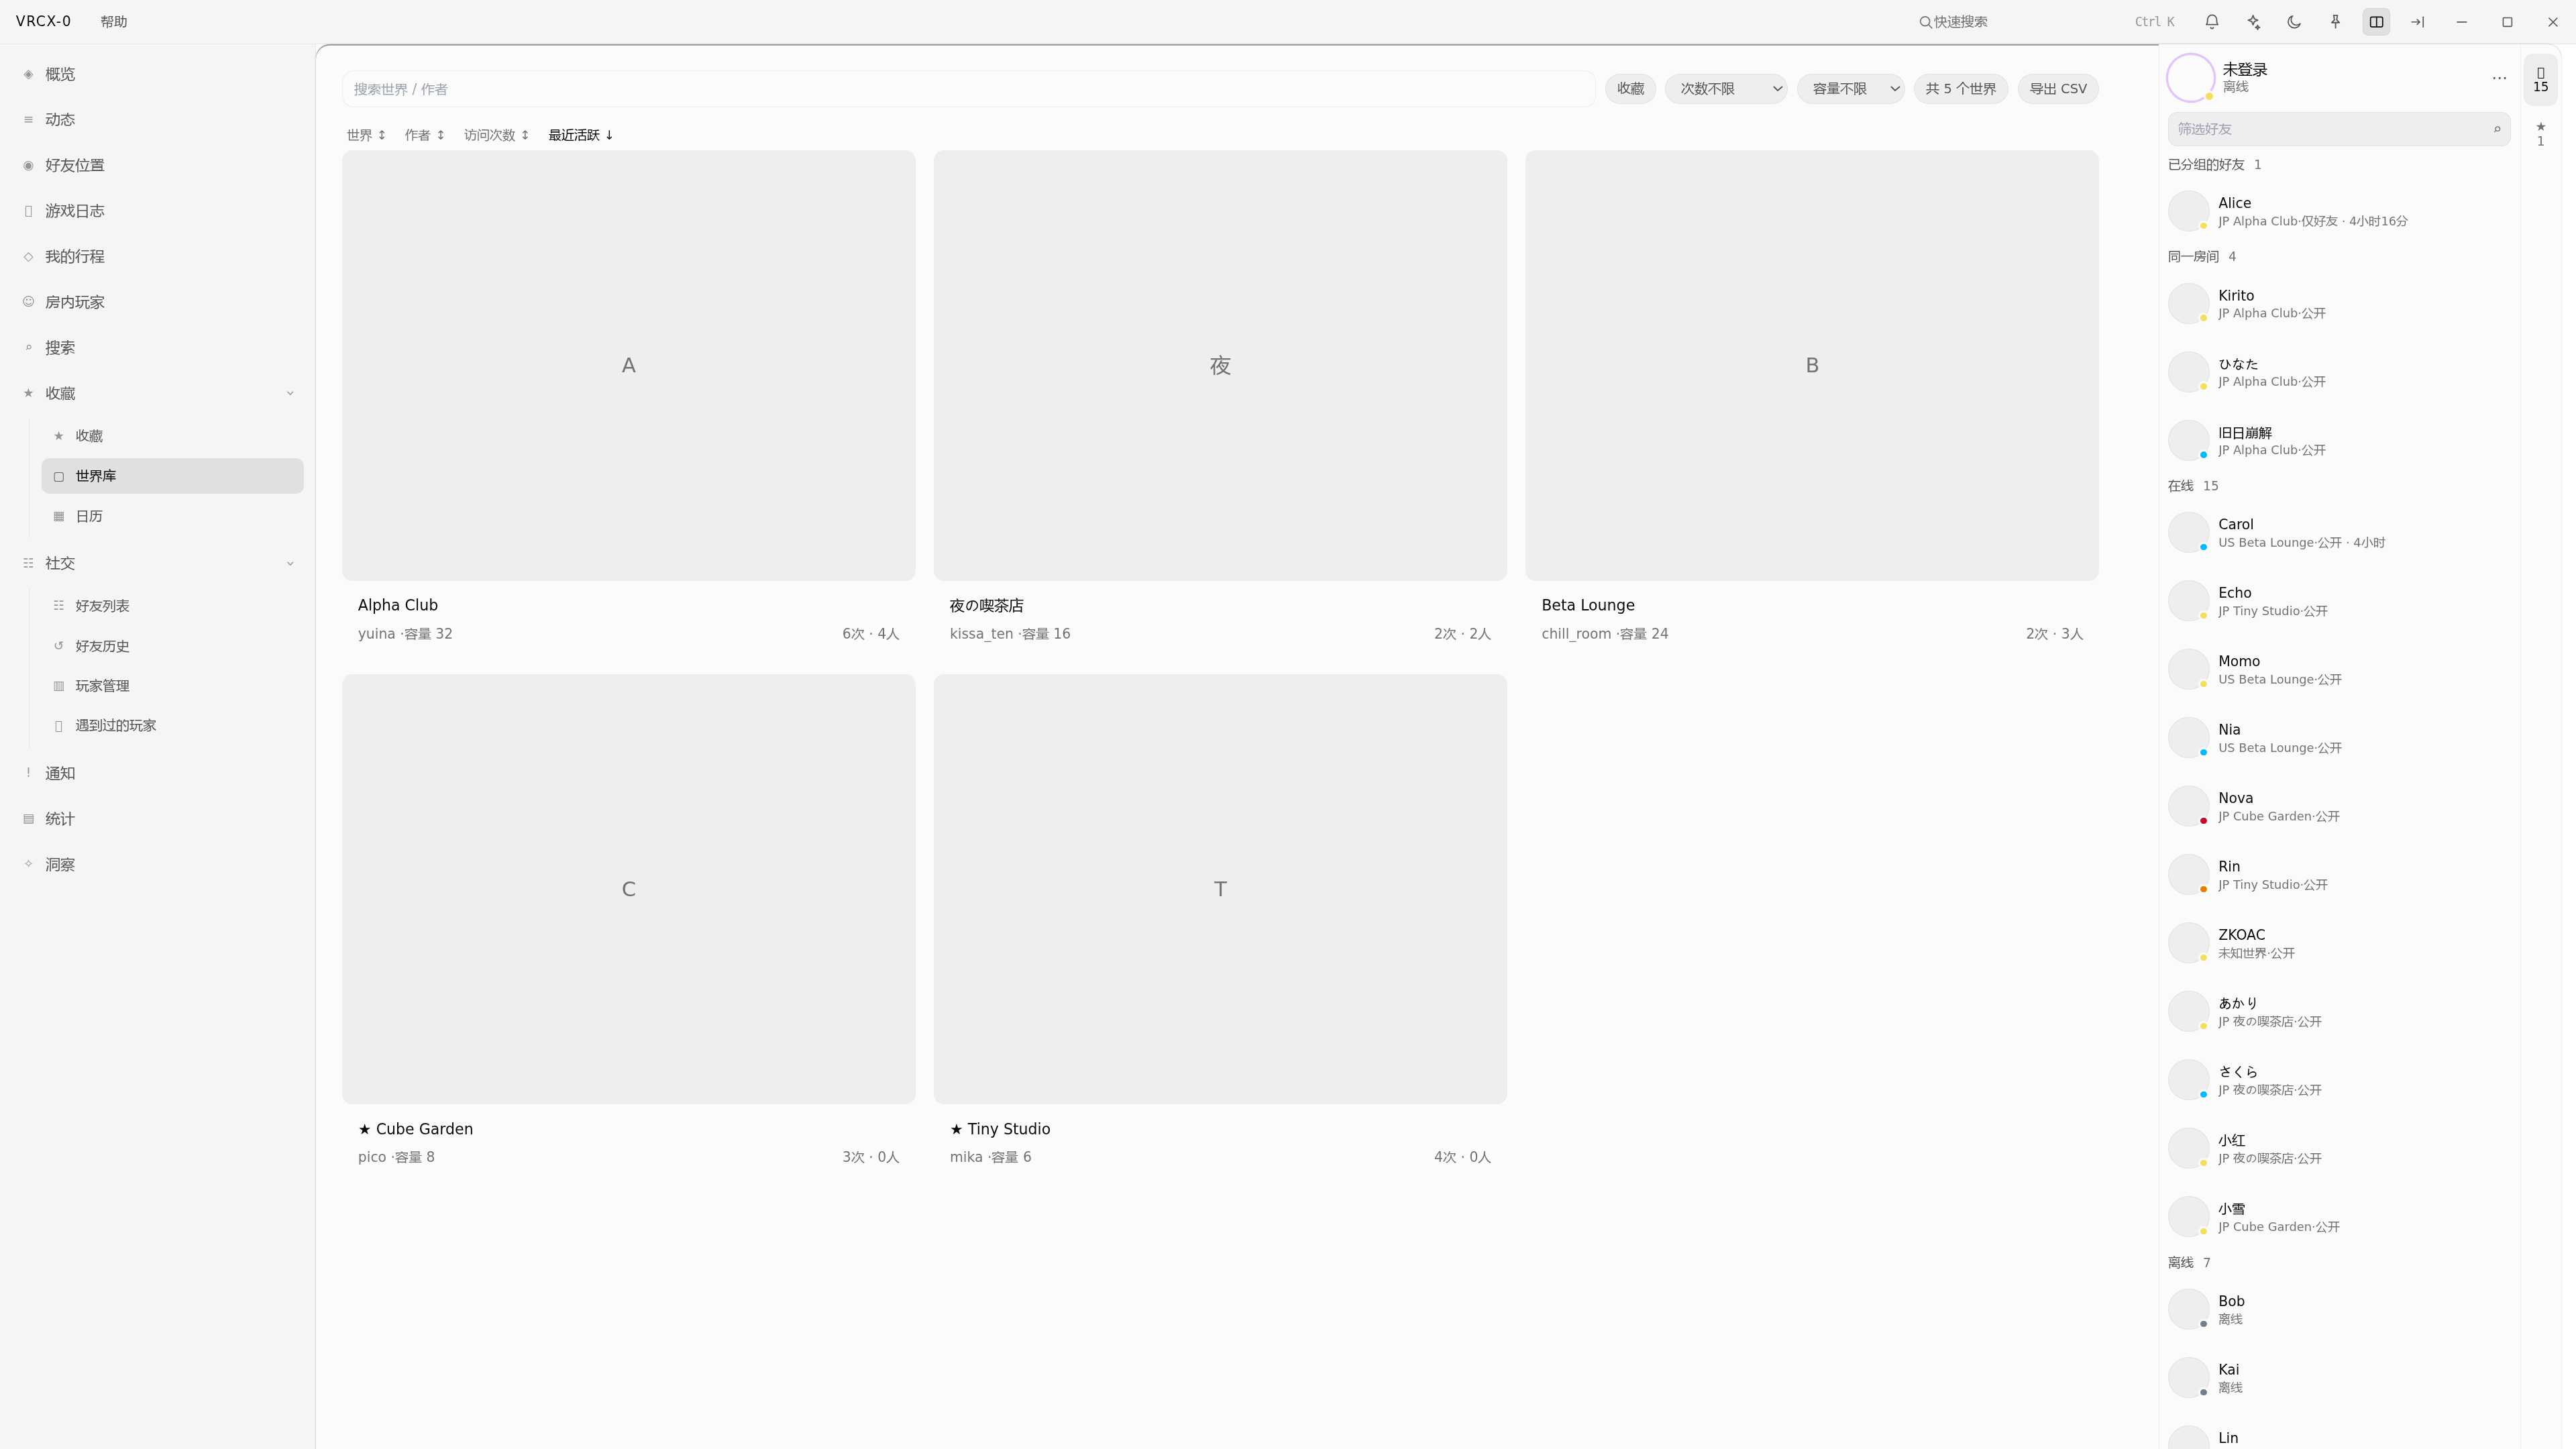 VRCX-0 帮助 快速搜索 Ctrl K
概览
动态
好友位置
游戏日志
我的行程
房内玩家
搜索
收藏
收藏
世界库
日历
社交
好友列表
好友历史
玩家管理
遇到过的玩家
通知
统计
洞察
搜索世界 / 作者 收藏 次数不限 容量不限 共 5 个世界 导出 CSV
世界 ↕ 作者 ↕ 访问次数 ↕ 最近活跃 ↓
A
Alpha Club
yuina ·容量 32 6次 · 4人
夜
夜の喫茶店
kissa_ten ·容量 16 2次 · 2人
B
Beta Lounge
chill_room ·容量 24 2次 · 3人
C
★ Cube Garden
pico ·容量 8 3次 · 0人
T
★ Tiny Studio
mika ·容量 6 4次 · 0人
未登录
离线
···
筛选好友
已分组的好友 1
Alice
JP Alpha Club·仅好友 · 4小时16分
同一房间 4
Kirito
JP Alpha Club·公开
ひなた
JP Alpha Club·公开
旧日崩解
JP Alpha Club·公开
在线 15
Carol
US Beta Lounge·公开 · 4小时
Echo
JP Tiny Studio·公开
Momo
US Beta Lounge·公开
Nia
US Beta Lounge·公开
Nova
JP Cube Garden·公开
Rin
JP Tiny Studio·公开
ZKOAC
未知世界·公开
あかり
JP 夜の喫茶店·公开
さくら
JP 夜の喫茶店·公开
小红
JP 夜の喫茶店·公开
小雪
JP Cube Garden·公开
离线 7
Bob
离线
Kai
离线
Lin
15
★
1